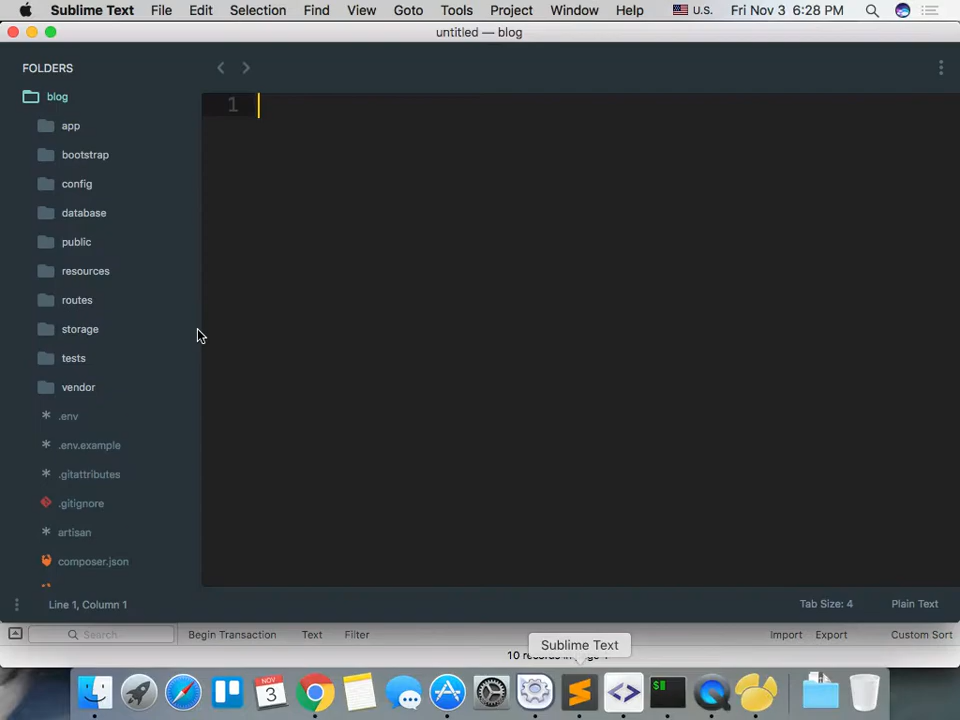 Sublime Text File Edit Selection Find View Goto Tools Project Window Help U.S. Fri Nov 3 6:28 PM
untitled — blog
FOLDERS
blog
1
app
bootstrap
config
database
public
resources
routes
storage
tests
vendor
.env
.env.example
.gitattributes
.gitignore
artisan
composer.json
Line 1, Column 1 Tab Size: 4 Plain Text
Search Begin Transaction Text Filter Import Export Custom Sort
Sublime Text
10 records in
NOV
3
$